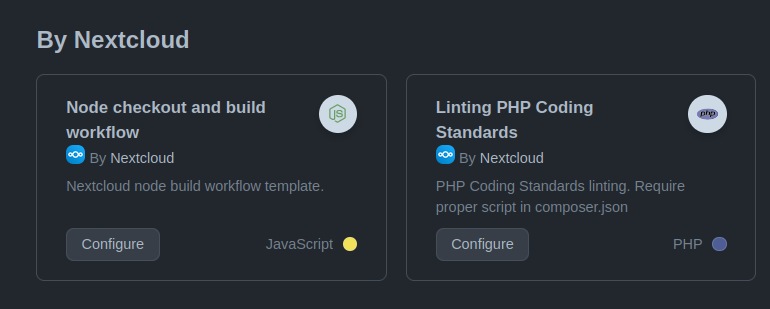 By Nextcloud
Node checkout and build
workflow
By Nextcloud
Nextcloud node build workflow template.
Configure
JavaScript
JS
Linting PHP Coding
Standards
By Nextcloud
PHP Coding Standards linting. Require
proper script in composer.json
Configure
PHP
php